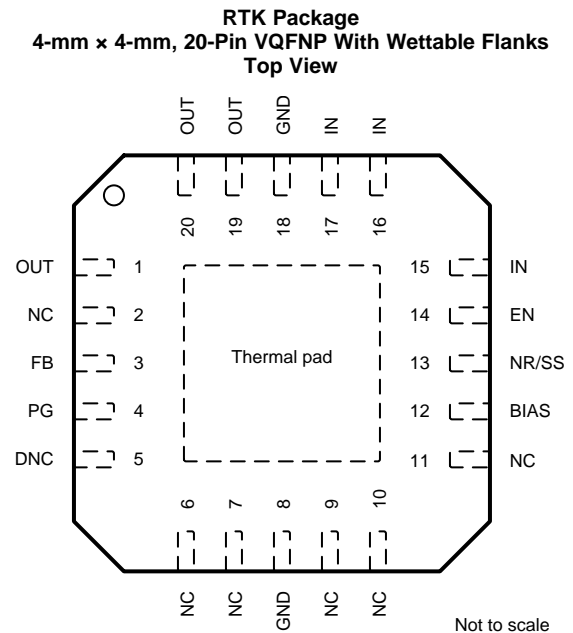 RTK Package
4-mm × 4-mm, 20-Pin VQFNP With Wettable Flanks
Top View
OUT
OUT
GND
IN
IN
20
19
18
17
16
OUT 1
15 IN
NC 2
14 EN
FB 3
Thermal pad
13 NR/SS
PG 4
12 BIAS
DNC 5
11 NC
6
7
8
9
10
NC
NC
GND
NC
NC
Not to scale